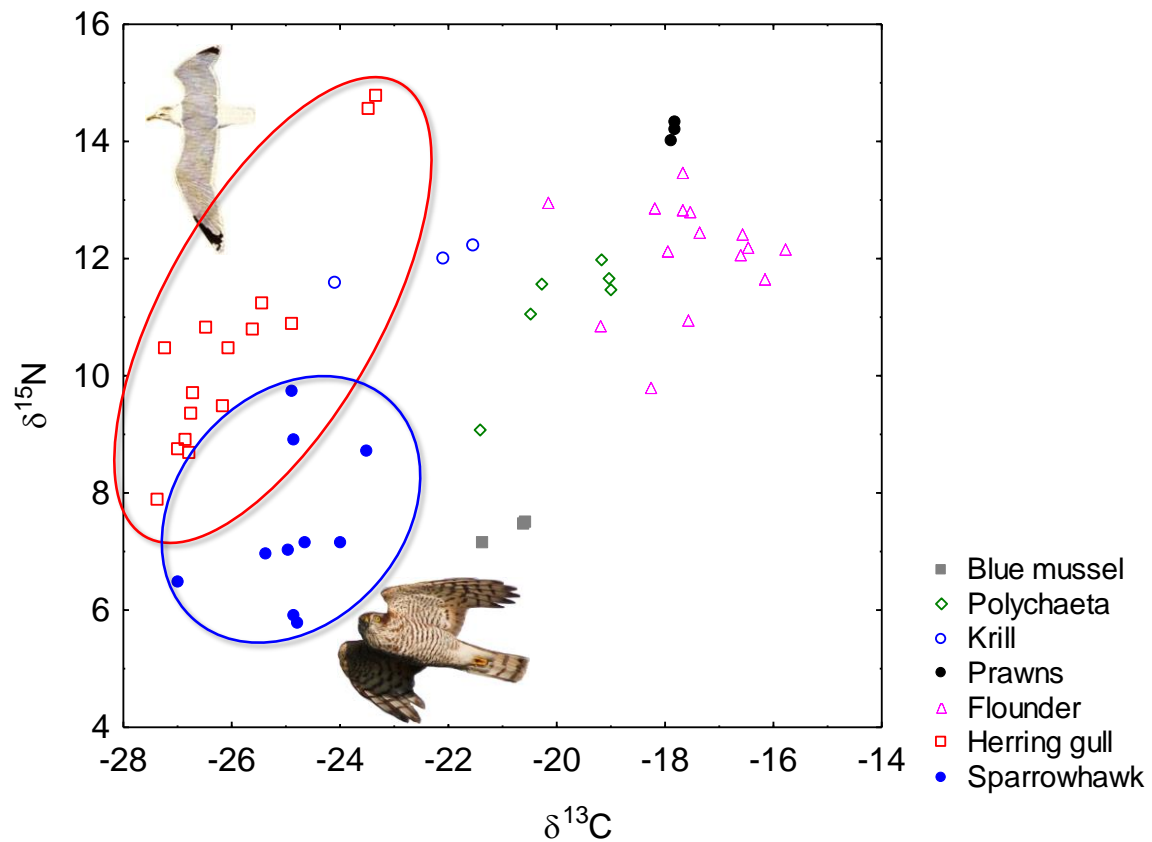 16
14
12
10
8
6
4
δ15N
-28 -26 -24 -22 -20 -18 -16 -14
δ13C
Blue mussel
Polychaeta
Krill
Prawns
Flounder
Herring gull
Sparrowhawk